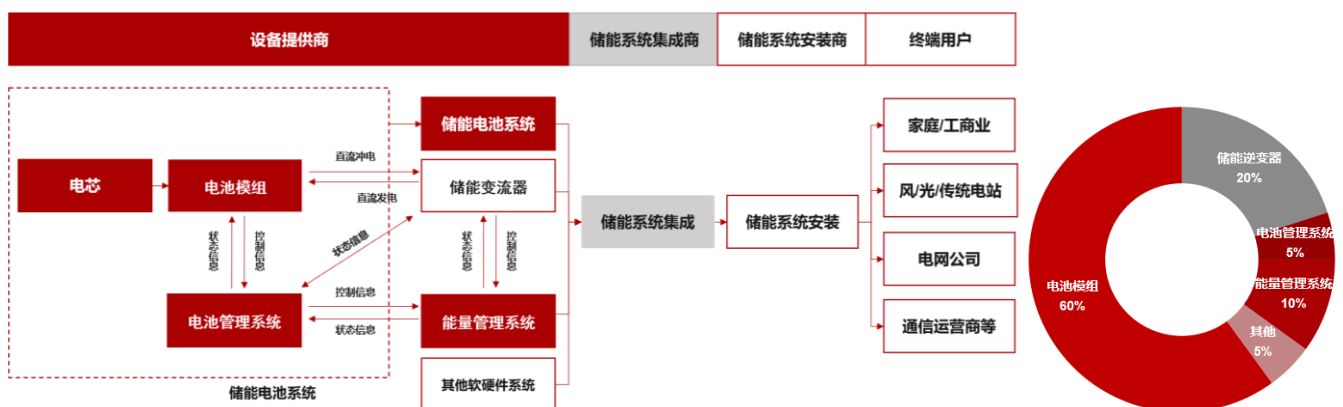 设备提供商
储能系统集成商
储能系统安装商
终端用户
电芯
电池模组
直流冲电
直流发电
状态信息
控制信息
状态信息
电池管理系统
控制信息
状态信息
储能电池系统
储能电池系统
储能变流器
状态信息
控制信息
能量管理系统
其他软硬件系统
储能系统集成
储能系统安装
家庭/工商业
风/光/传统电站
电网公司
通信运营商等
储能逆变器
20%
电池管理系统
5%
能量管理系统
10%
其他
5%
电池模组
60%